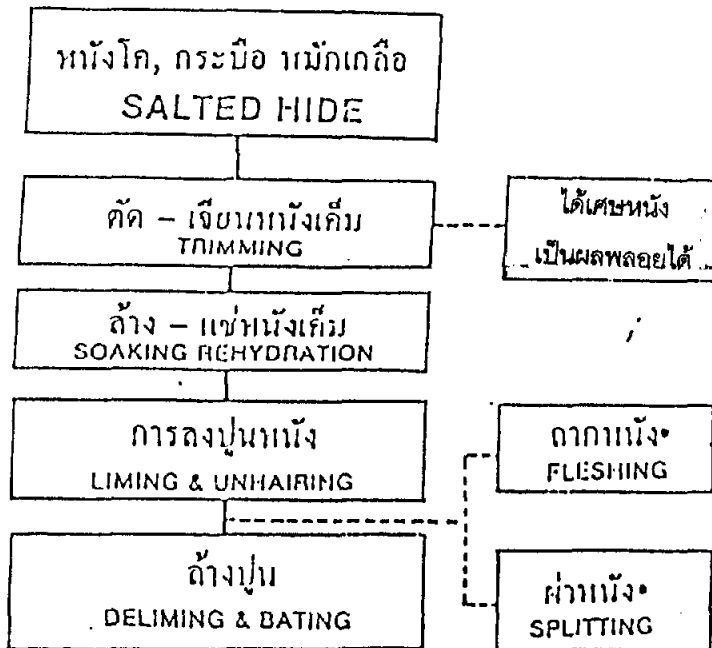 หนังโค, กระบือ หมักเกลือ
SALTED HIDE
ตัด – เจียนหนังเค็ม
TRIMMING
ได้เศษหนัง
เป็นผลพลอยได้
ล้าง – แช่หนังเค็ม
SOAKING REHYDRATION
การลงปูนหนัง
LIMING & UNHAIRING
ถากหนัง•
FLESHING
ล้างปูน
DELIMING & BATING
ผ่าหนัง•
SPLITTING